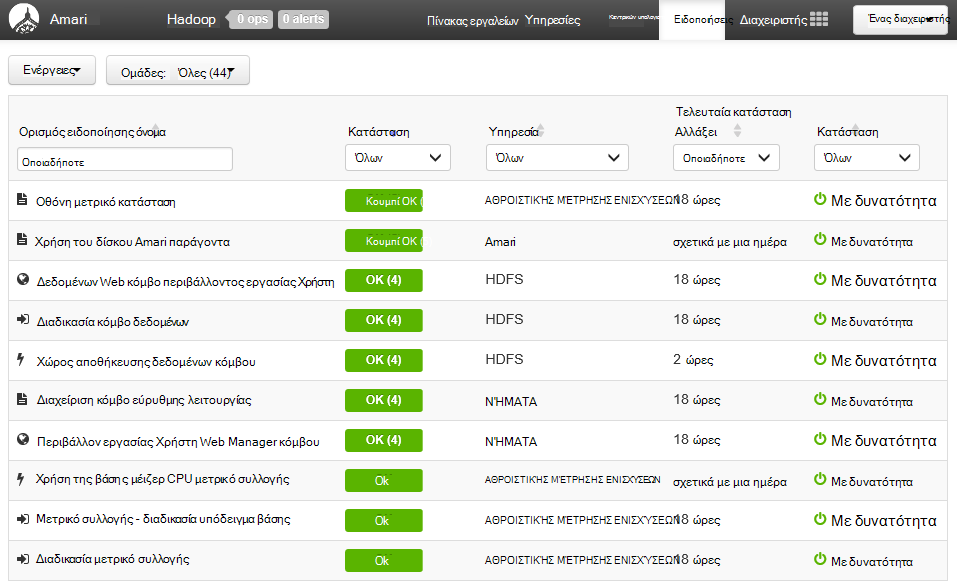 Amari Hadoop 0 ops 0 alerts Πίνακας εργαλείων Υπηρεσίες Κεντρικών υπολογισ Ειδοποιήσεις Διαχειριστής Ένας διαχειριστής
Ενέργειες Ομάδες: Όλες (44)
Τελευταία κατάσταση
Ορισμός ειδοποίησης όνομα Κατάσταση Υπηρεσία Αλλάξει Κατάσταση
Οποιαδήποτε Όλων Όλων Οποιαδήποτε Όλων
Οθόνη μετρικό κατάσταση Κουμπί OK ( ΑΘΡΟΙΣΤΙΚΉΣ ΜΈΤΡΗΣΗΣ ΕΝΙΣΧΎΣΕΩΝ 18 ώρες Με δυνατότητα
Χρήση του δίσκου Amari παράγοντα Κουμπί OK ( Amari σχετικά με μια ημέρα Με δυνατότητα
Δεδομένων Web κόμβο περιβάλλοντος εργασίας Χρήστη OK (4) HDFS 18 ώρες Με δυνατότητα
Διαδικασία κόμβο δεδομένων OK (4) HDFS 18 ώρες Με δυνατότητα
Χώρος αποθήκευσης δεδομένων κόμβου OK (4) HDFS 2 ώρες Με δυνατότητα
Διαχείριση κόμβο εύρυθμης λειτουργίας OK (4) ΝΉΜΑΤΑ 18 ώρες Με δυνατότητα
Περιβάλλον εργασίας Χρήστη Web Manager κόμβου OK (4) ΝΉΜΑΤΑ 18 ώρες Με δυνατότητα
Χρήση της βάσης μέιζερ CPU μετρικό συλλογής Ok ΑΘΡΟΙΣΤΙΚΉΣ ΜΈΤΡΗΣΗΣ ΕΝΙΣΧΎΣΕΩΝ σχετικά με μια ημέρα Με δυνατότητα
Μετρικό συλλογής - διαδικασία υπόδειγμα βάσης Ok ΑΘΡΟΙΣΤΙΚΉΣ ΜΈΤΡΗΣΗΣ ΕΝΙΣΧΎΣΕΩΝ 18 ώρες Με δυνατότητα
Διαδικασία μετρικό συλλογής Ok ΑΘΡΟΙΣΤΙΚΉΣ ΜΈΤΡΗΣΗΣ ΕΝΙΣΧΎΣΕΩΝ 18 ώρες Με δυνατότητα